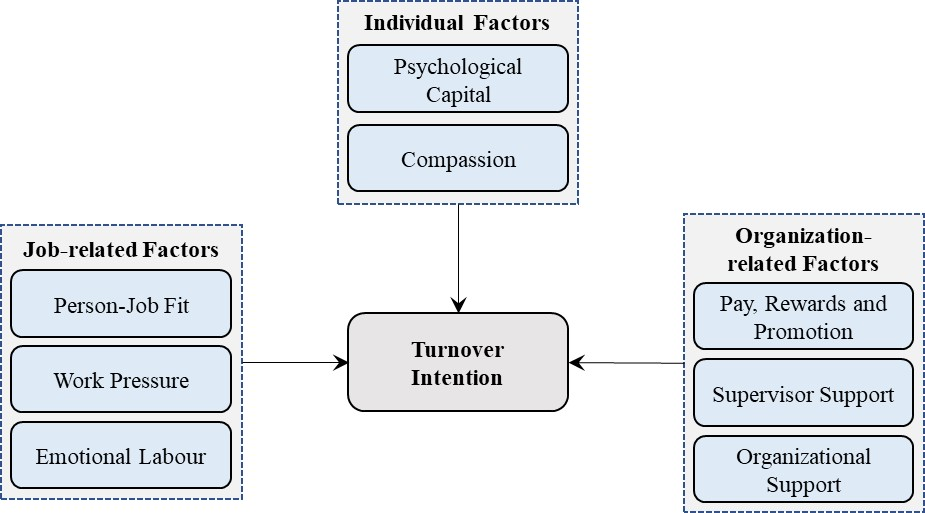 Individual Factors
Psychological
Capital
Compassion
Job-related Factors
Person-Job Fit
Work Pressure
Emotional Labour
Turnover
Intention
Organization-
related Factors
Pay, Rewards and
Promotion
Supervisor Support
Organizational
Support